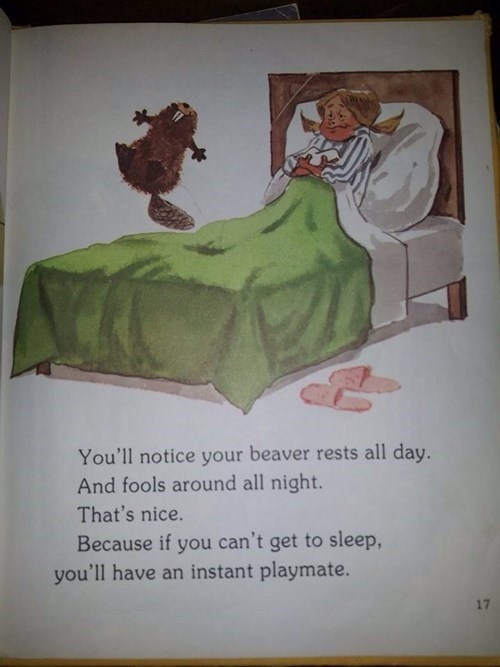 You'll notice your beaver rests all day.
And fools around all night.
That's nice.
Because if you can't get to sleep,
you'll have an instant playmate.
17